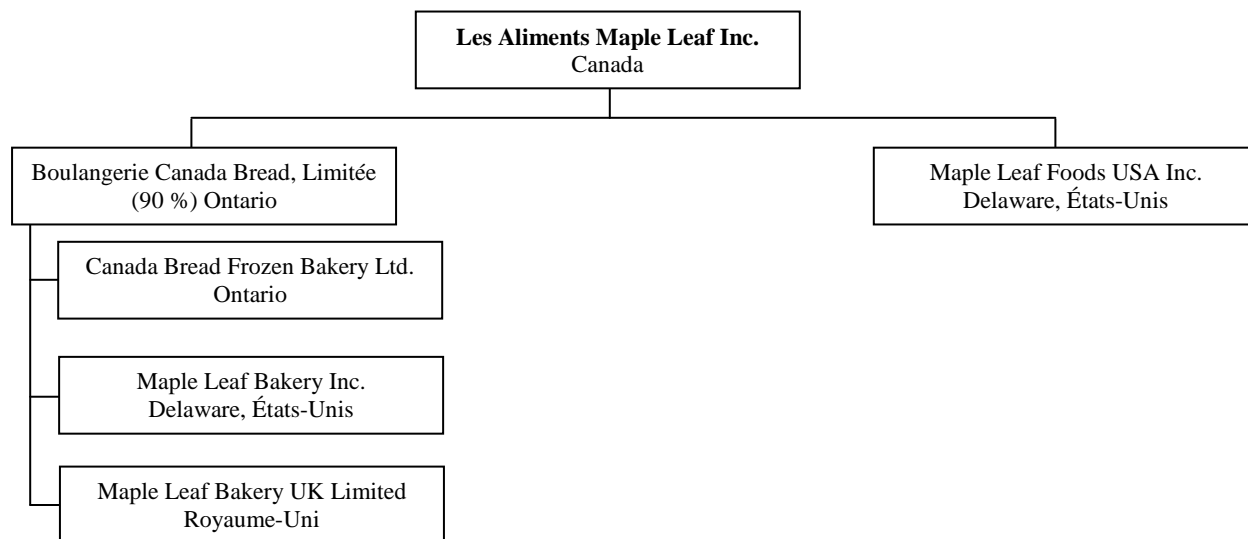 Les Aliments Maple Leaf Inc.
Canada
Boulangerie Canada Bread, Limitée
(90 %) Ontario
Maple Leaf Foods USA Inc.
Delaware, États-Unis
Canada Bread Frozen Bakery Ltd.
Ontario
Maple Leaf Bakery Inc.
Delaware, États-Unis
Maple Leaf Bakery UK Limited
Royaume-Uni